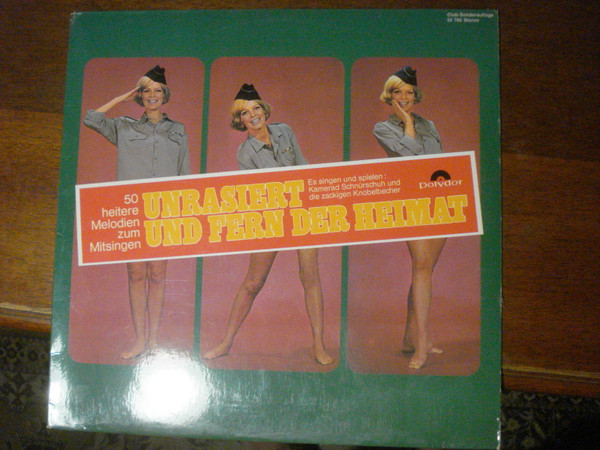 Club-Sonderauflage
Stereo
50
heitere
Melodien
zum
Mitsingen
UNRASIERT
UND FERN DER HEIMAT
Es singen und spielen:
Kamerad Schnürschuh und
die zackigen Knobelbecher
Polydor